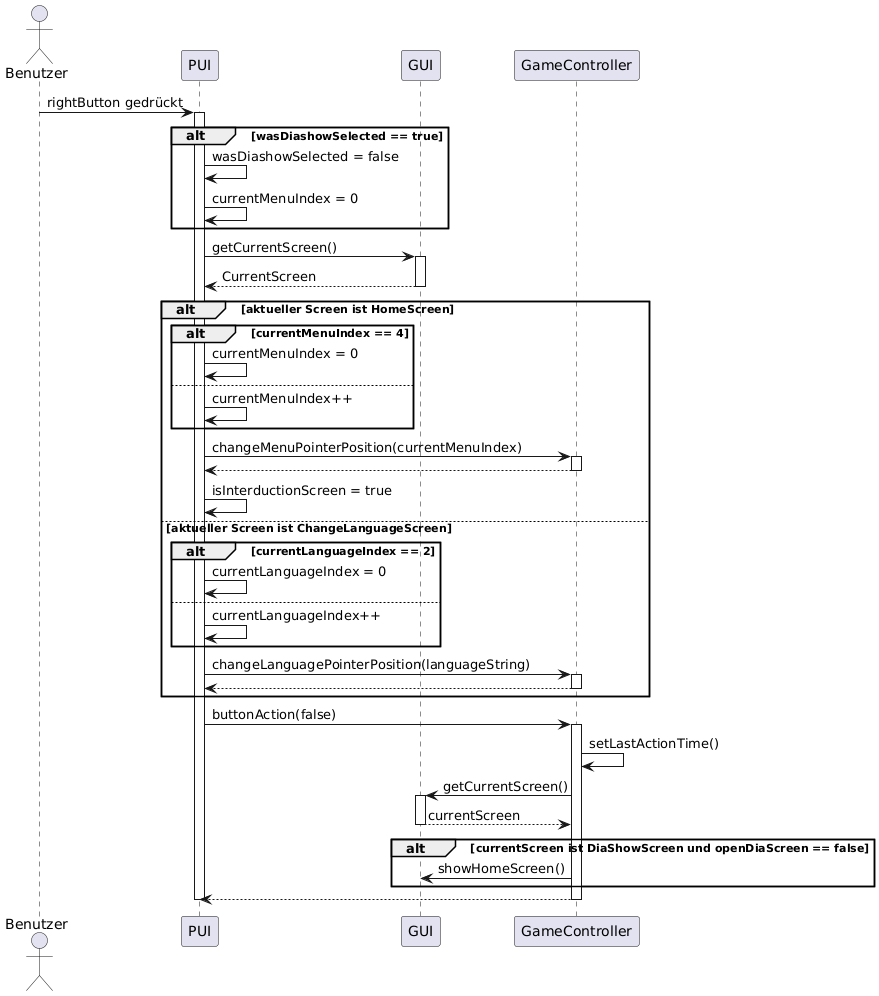 Benutzer
PUI
GUI
GameController
rightButton gedrückt
alt [wasDiashowSelected == true]
wasDiashowSelected = false
currentMenuIndex = 0
getCurrentScreen()
CurrentScreen
alt [aktueller Screen ist HomeScreen]
alt [currentMenuIndex == 4]
currentMenuIndex = 0
currentMenuIndex++
changeMenuPointerPosition(currentMenuIndex)
isInterductionScreen = true
[aktueller Screen ist ChangeLanguageScreen]
alt [currentLanguageIndex == 2]
currentLanguageIndex = 0
currentLanguageIndex++
changeLanguagePointerPosition(languageString)
buttonAction(false)
setLastActionTime()
getCurrentScreen()
currentScreen
alt [currentScreen ist DiaShowScreen und openDiaScreen == false]
showHomeScreen()
Benutzer
PUI
GUI
GameController